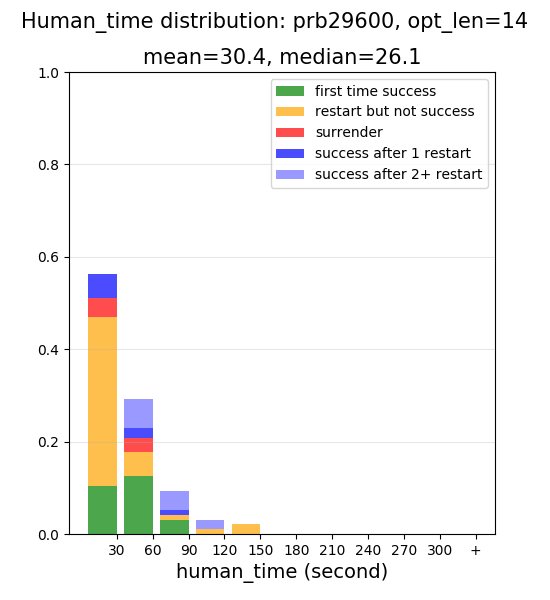 Human_time distribution: prb29600, opt_len=14
mean=30.4, median=26.1
1.0
0.8
0.6
0.4
0.2
0.0
first time success
restart but not success
surrender
success after 1 restart
success after 2+ restart
30 60 90 120 150 180 210 240 270 300 +
human_time (second)